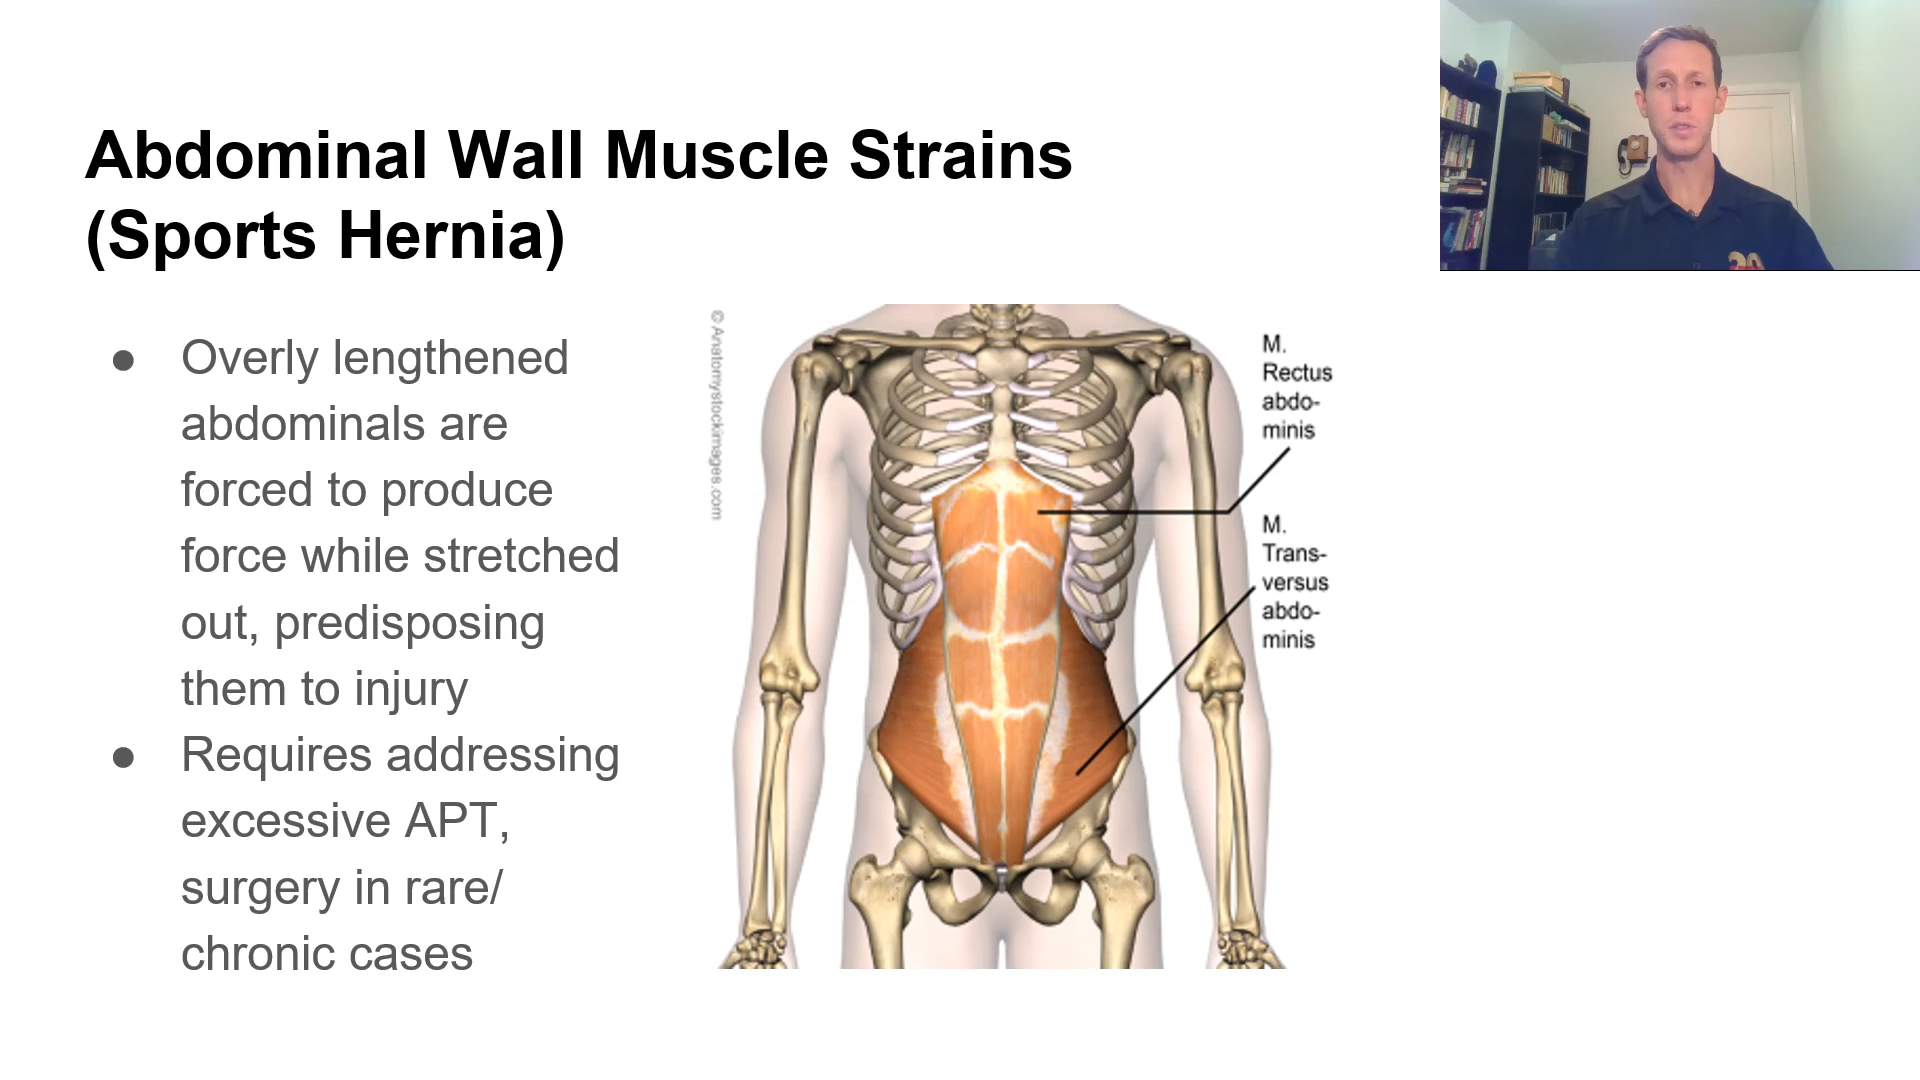 Abdominal Wall Muscle Strains
(Sports Hernia)
● Overly lengthened
abdominals are
forced to produce
force while stretched
out, predisposing
them to injury
● Requires addressing
excessive APT,
surgery in rare/
chronic cases
© Anatomystockimages.com
M.
Rectus
abdo-
minis
M.
Trans-
versus
abdo-
minis